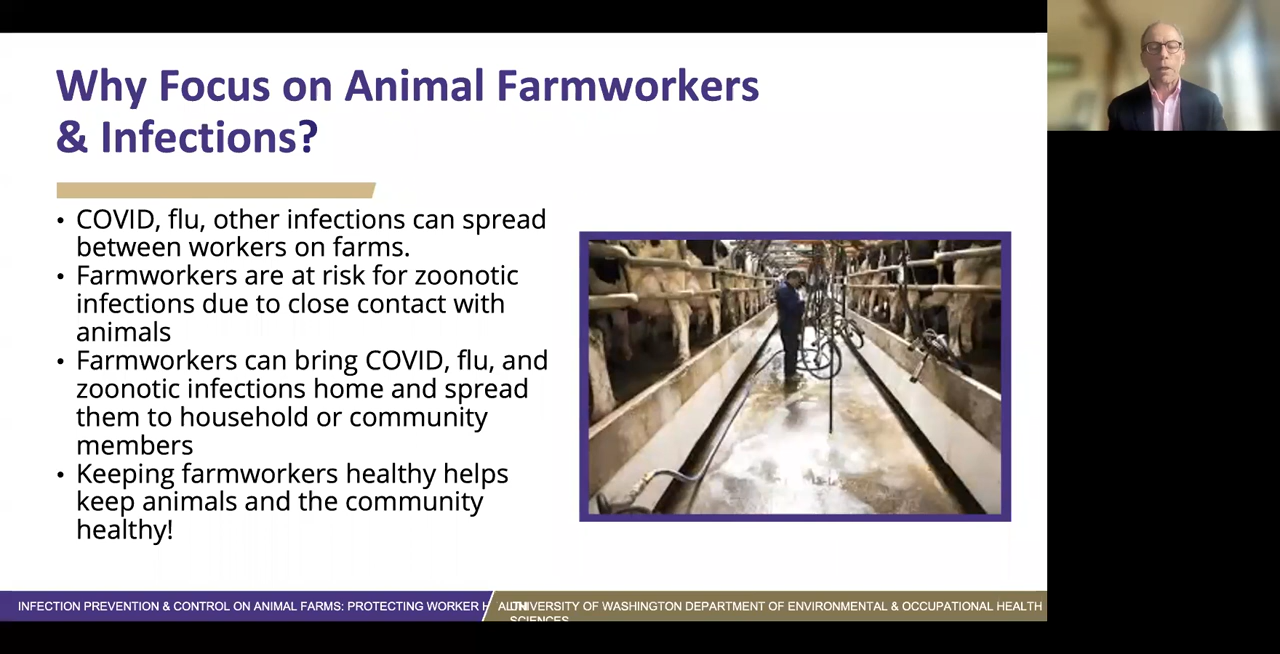 Why Focus on Animal Farmworkers
& Infections?
• COVID, flu, other infections can spread
between workers on farms.
• Farmworkers are at risk for zoonotic
infections due to close contact with
animals
• Farmworkers can bring COVID, flu, and
zoonotic infections home and spread
them to household or community
members
• Keeping farmworkers healthy helps
keep animals and the community
healthy!
INFECTION PREVENTION & CONTROL ON ANIMAL FARMS: PROTECTING WORKER HEALTH
UNIVERSITY OF WASHINGTON DEPARTMENT OF ENVIRONMENTAL & OCCUPATIONAL HEALTH
SCIENCES